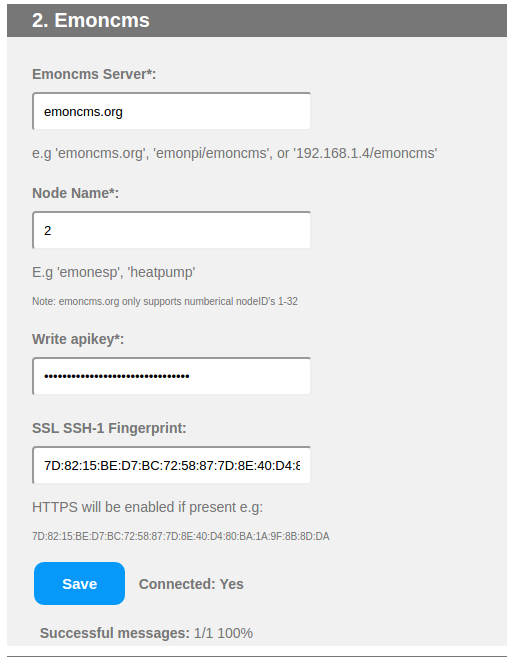 2. Emoncms
Emoncms Server*:
emoncms.org
e.g 'emoncms.org', 'emonpi/emoncms', or '192.168.1.4/emoncms'
Node Name*:
2
E.g 'emonesp', 'heatpump'
Note: emoncms.org only supports numberical nodeID's 1-32
Write apikey*:
••••••••••••••••••••••••••••••••
SSL SSH-1 Fingerprint:
7D:82:15:BE:D7:BC:72:58:87:7D:8E:40:D4:8
HTTPS will be enabled if present e.g:
7D:82:15:BE:D7:BC:72:58:87:7D:8E:40:D4:80:BA:1A:9F:8B:8D:DA
Save Connected: Yes
Successful messages: 1/1 100%